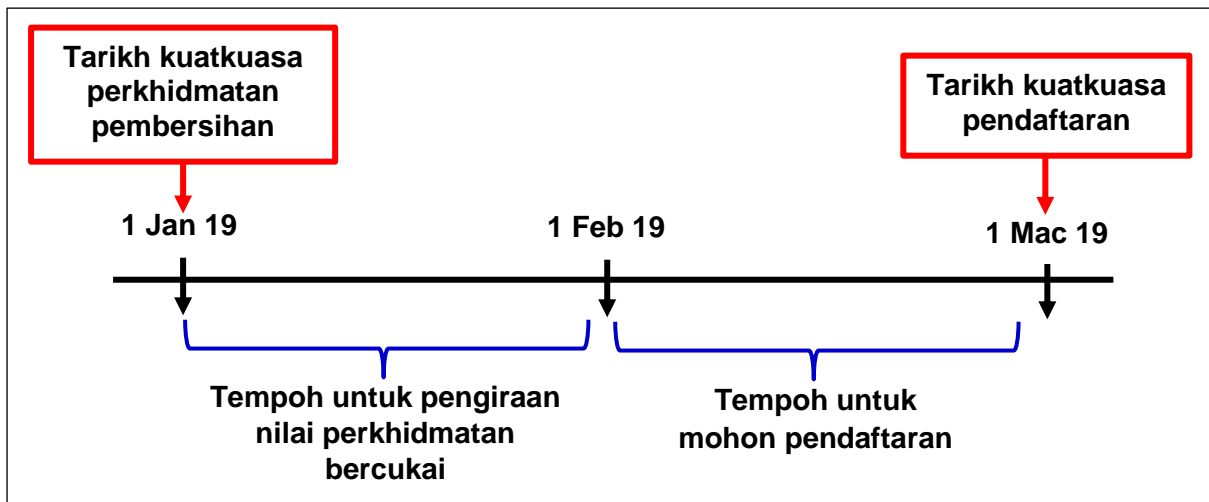 Tarikh kuatkuasa
perkhidmatan
pembersihan
Tarikh kuatkuasa
pendaftaran
1 Jan 19
1 Feb 19
1 Mac 19
Tempoh untuk pengiraan
nilai perkhidmatan
bercukai
Tempoh untuk
mohon pendaftaran